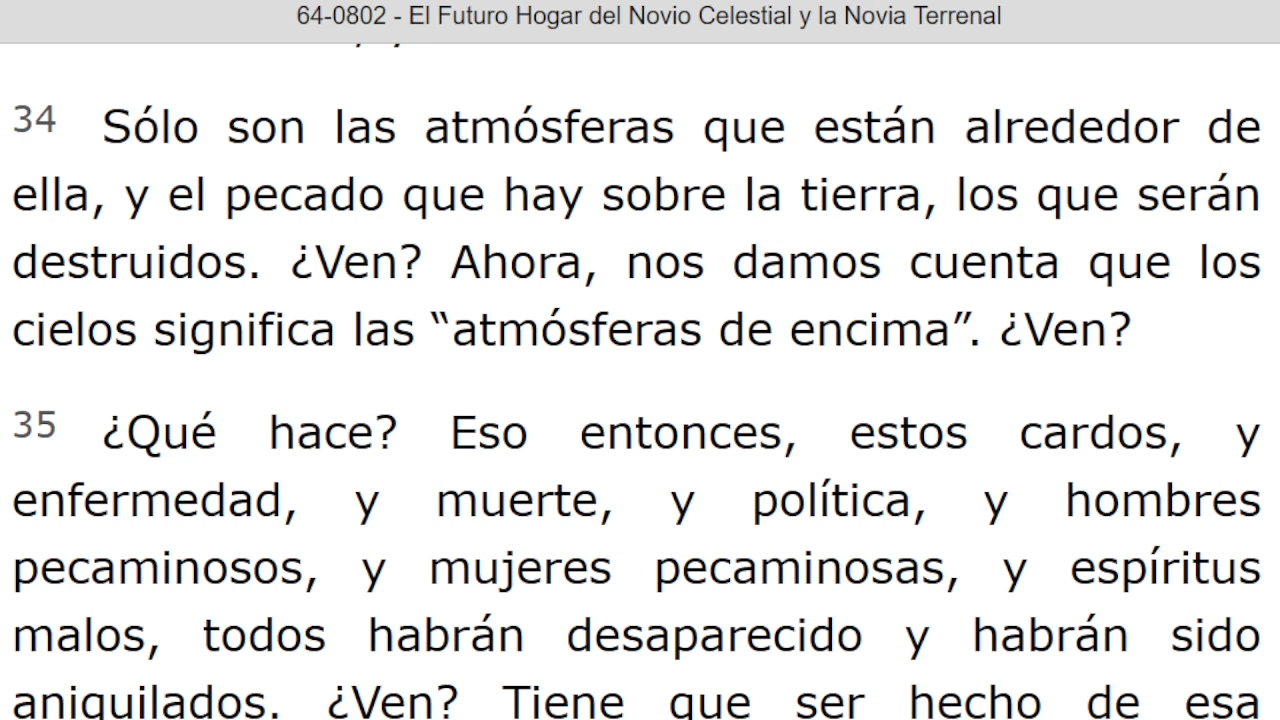 64-0802 - El Futuro Hogar del Novio Celestial y la Novia Terrenal
34 Sólo son las atmósferas que están alrededor de
ella, y el pecado que hay sobre la tierra, los que serán
destruidos. ¿Ven? Ahora, nos damos cuenta que los
cielos significa las “atmósferas de encima”. ¿Ven?
35 ¿Qué hace? Eso entonces, estos cardos, y
enfermedad, y muerte, y política, y hombres
pecaminosos, y mujeres pecaminosas, y espíritus
malos, todos habrán desaparecido y habrán sido
aniquilados. ¿Ven? Tiene que ser hecho de esa